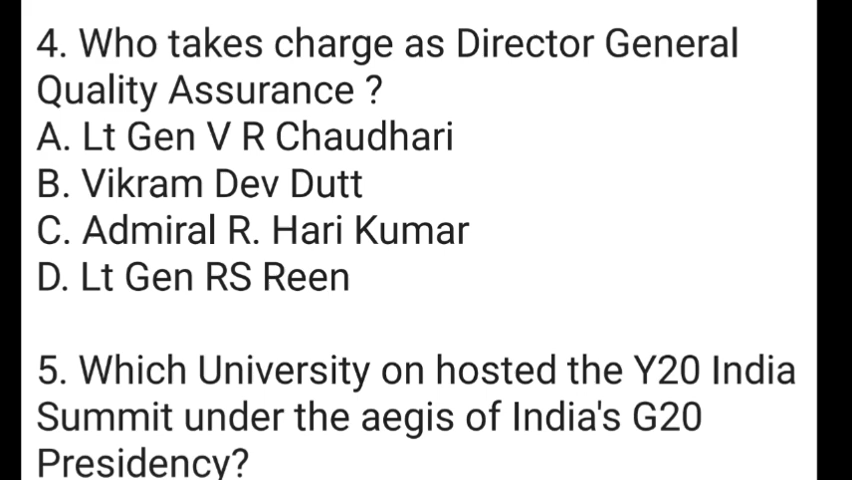 4. Who takes charge as Director General
Quality Assurance ?
A. Lt Gen V R Chaudhari
B. Vikram Dev Dutt
C. Admiral R. Hari Kumar
D. Lt Gen RS Reen
5. Which University on hosted the Y20 India
Summit under the aegis of India's G20
Presidency?